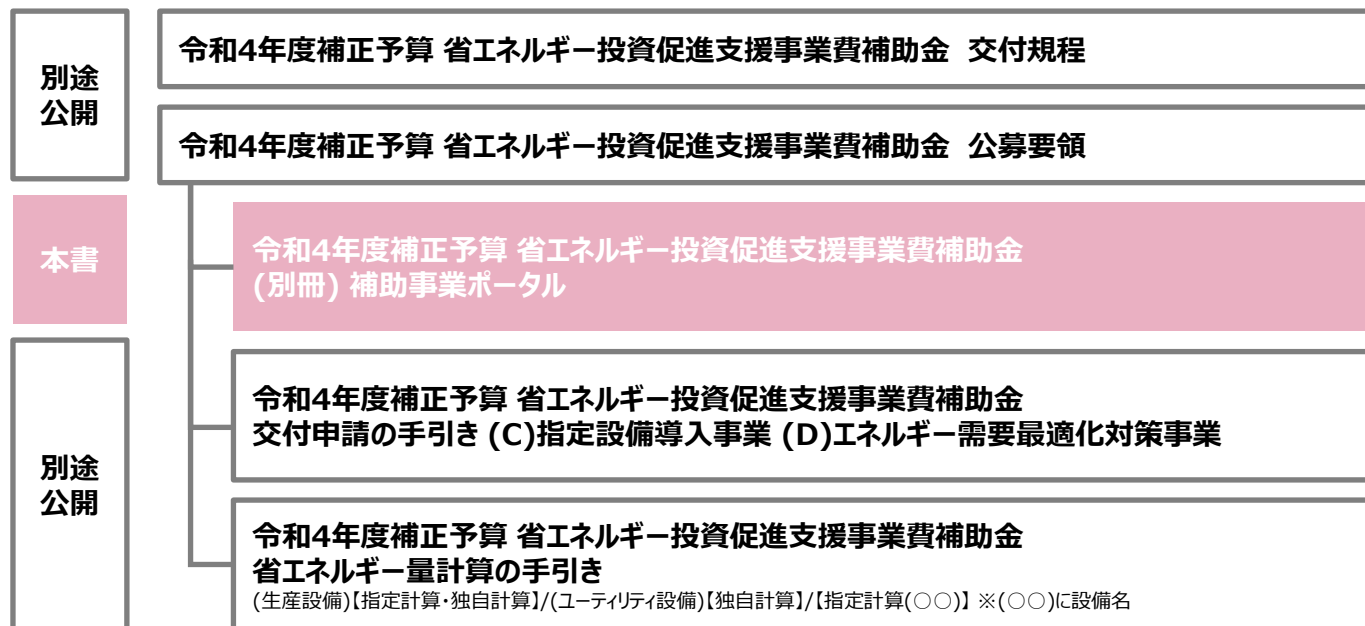 別途
公開
令和4年度補正予算 省エネルギー投資促進支援事業費補助金 交付規程
令和4年度補正予算 省エネルギー投資促進支援事業費補助金 公募要領
本書
令和4年度補正予算 省エネルギー投資促進支援事業費補助金
(別冊) 補助事業ポータル
別途
公開
令和4年度補正予算 省エネルギー投資促進支援事業費補助金
交付申請の手引き (C)指定設備導入事業 (D)エネルギー需要最適化対策事業
令和4年度補正予算 省エネルギー投資促進支援事業費補助金
省エネルギー量計算の手引き
(生産設備)【指定計算・独自計算】/(ユーティリティ設備)【独自計算】/【指定計算(○○)】 ※(○○)に設備名